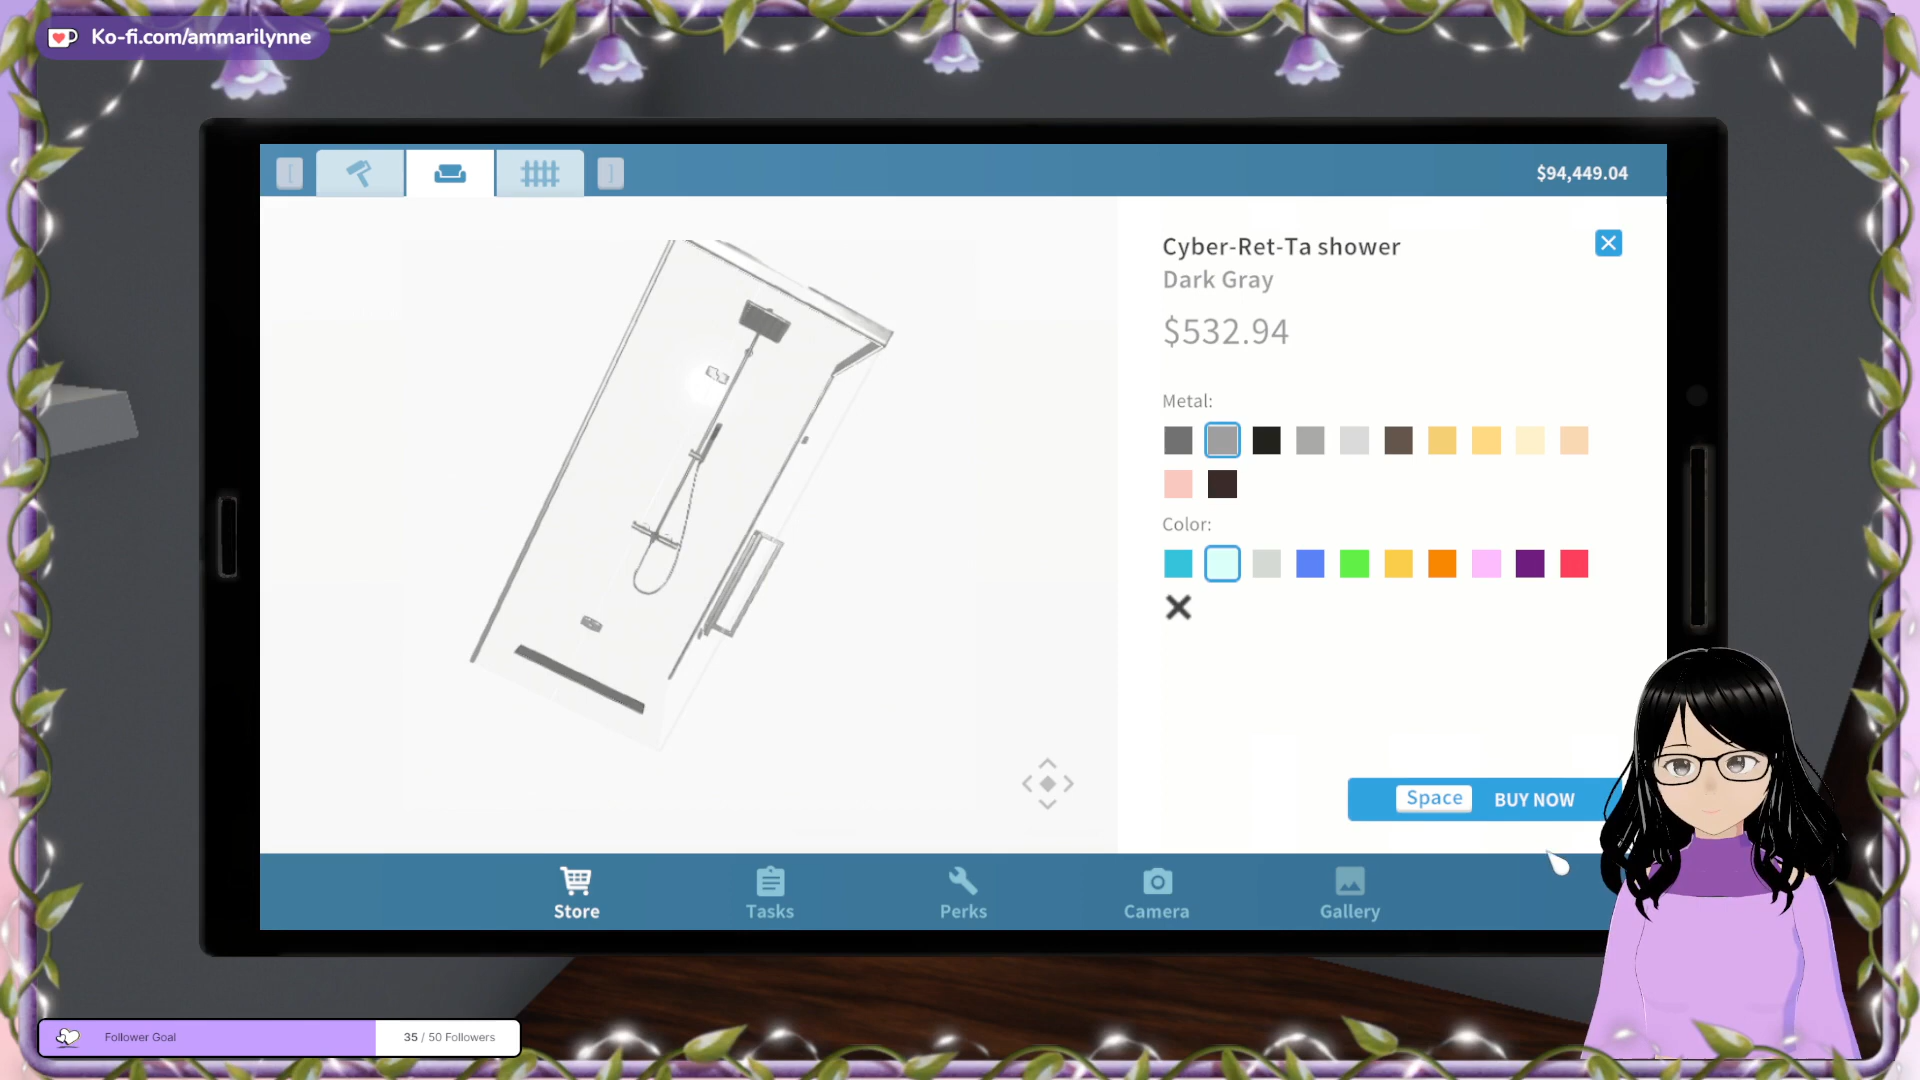 Ko-fi.com/ammarilynne
[
]
$94,449.04
Cyber-Ret-Ta shower
Dark Gray
$532.94
Metal:
Color:
Space BUY NOW
Store
Tasks
Perks
Camera
Gallery
Follower Goal
35 / 50 Followers